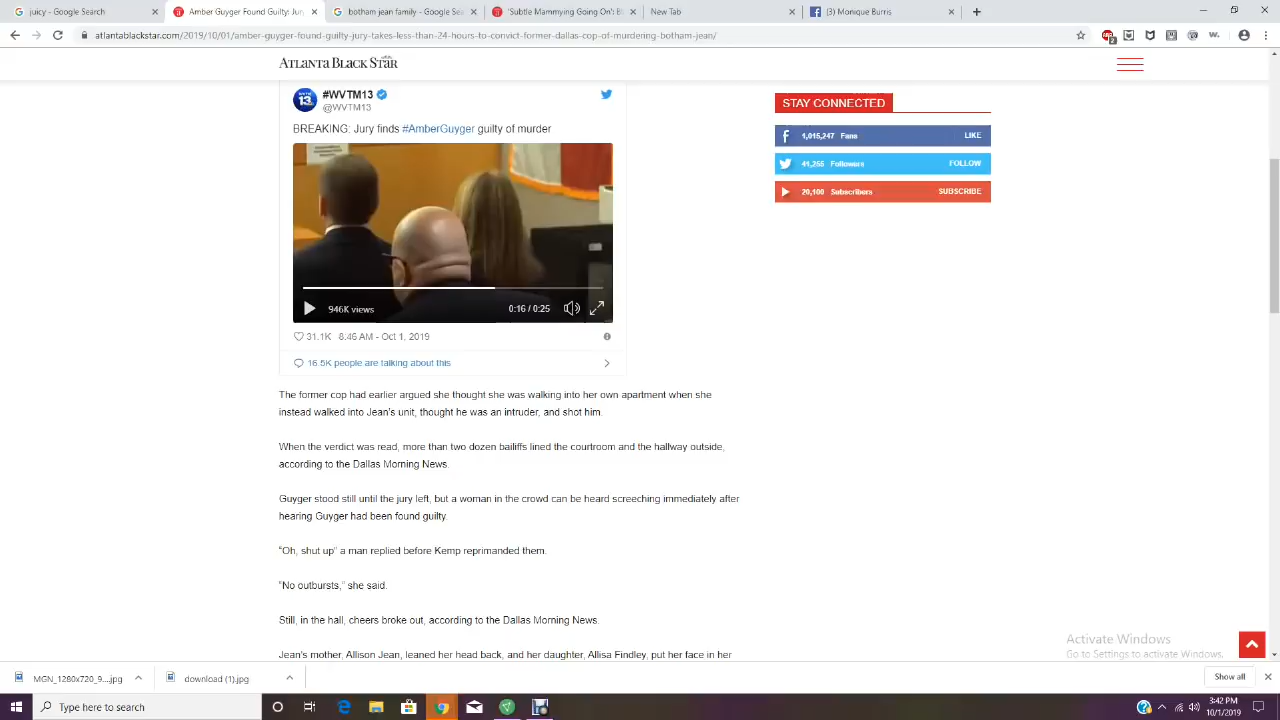 juicy - Google Search
Amber Guyger Found Guilty: Jury
botham jean family - Google Sea
'Subtle Mammying Going On':
New Tab
Monique Burris
atlantablackstar.com/2019/10/01/amber-guyger-found-guilty-jury-takes-less-than-24-hours-to-convict-former-dallas-cop-of-murdering-botham-jean/
ATLANTA BLACK STAR
#WVTM13
@WVTM13
BREAKING: Jury finds #AmberGuyger guilty of murder
946K views
0:16 / 0:25
31.1K 8:46 AM - Oct 1, 2019
16.5K people are talking about this
STAY CONNECTED
1,015,247 Fans LIKE
41,255 Followers FOLLOW
20,100 Subscribers SUBSCRIBE
The former cop had earlier argued she thought she was walking into her own apartment when she
instead walked into Jean's unit, thought he was an intruder, and shot him.
When the verdict was read, more than two dozen bailiffs lined the courtroom and the hallway outside,
according to the Dallas Morning News.
Guyger stood still until the jury left, but a woman in the crowd can be heard screeching immediately after
hearing Guyger had been found guilty.
“Oh, shut up” a man replied before Kemp reprimanded them.
“No outbursts,” she said.
Still, in the hall, cheers broke out, according to the Dallas Morning News.
Jean's mother, Allison Jean, leaned her head back, and her daughter, Allisa Findley, put her face in her
Activate Windows
Go to Settings to activate Windows.
MGN_1280x720_9....jpg
download (1).jpg
Show all
Type here to search
3:42 PM
10/1/2019